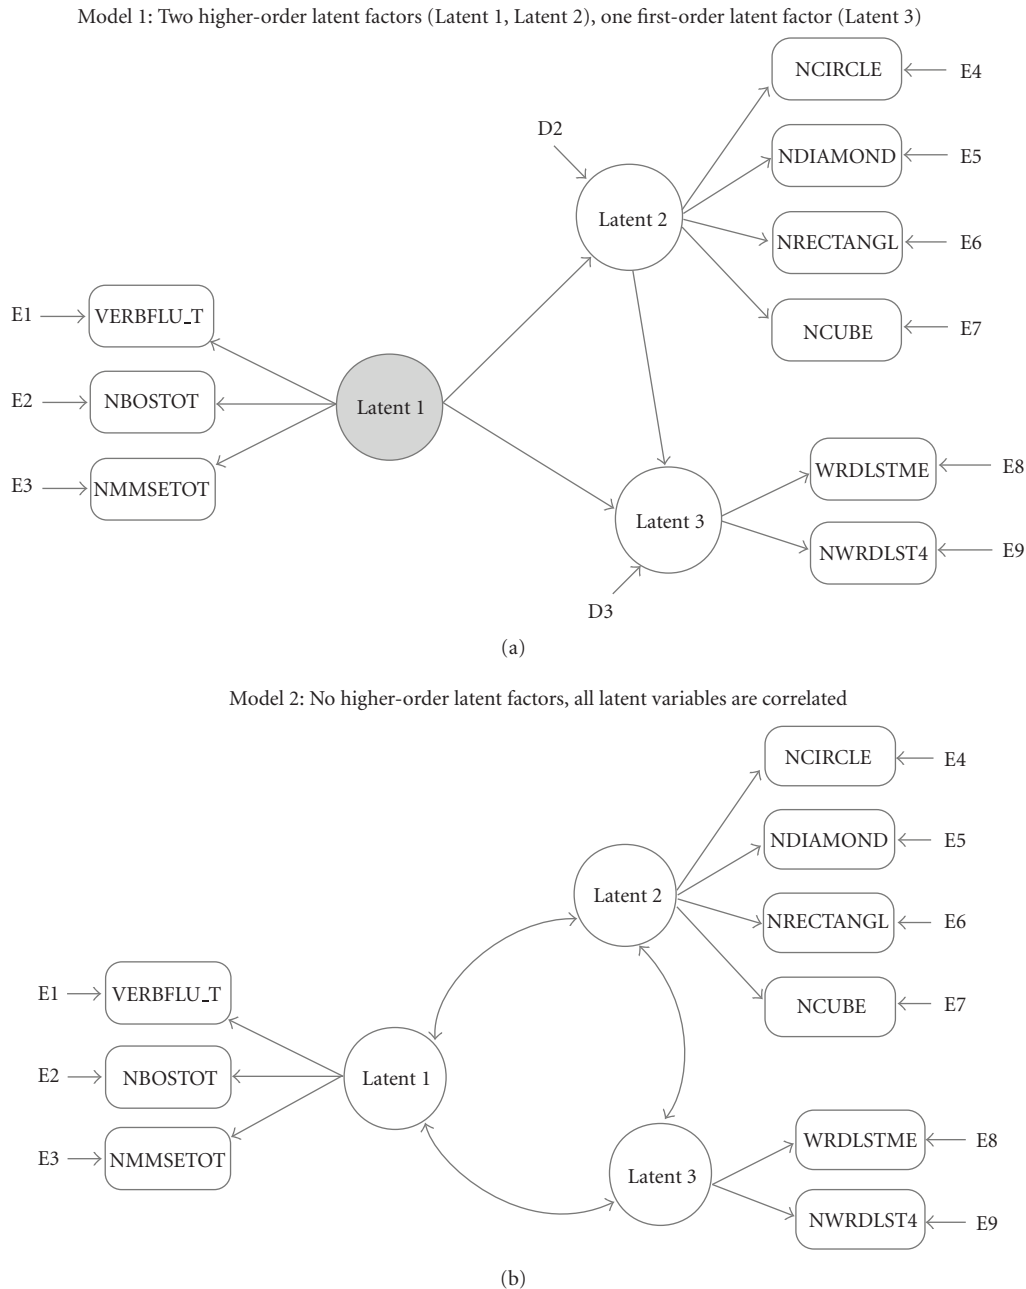 Model 1: Two higher-order latent factors (Latent 1, Latent 2), one first-order latent factor (Latent 3)
NCIRCLE
E4
D2
NDIAMOND
E5
Latent 2
NRECTANGL
E6
E1
VERBFLU_T
NCUBE
E7
E2
NBOSTOT
Latent 1
E3
NMMSETOT
WRDLSTME
E8
Latent 3
NWRDLST4
E9
D3
(a)
Model 2: No higher-order latent factors, all latent variables are correlated
NCIRCLE
E4
NDIAMOND
E5
Latent 2
NRECTANGL
E6
E1
VERBFLU_T
NCUBE
E7
E2
NBOSTOT
Latent 1
E3
NMMSETOT
WRDLSTME
E8
Latent 3
NWRDLST4
E9
(b)